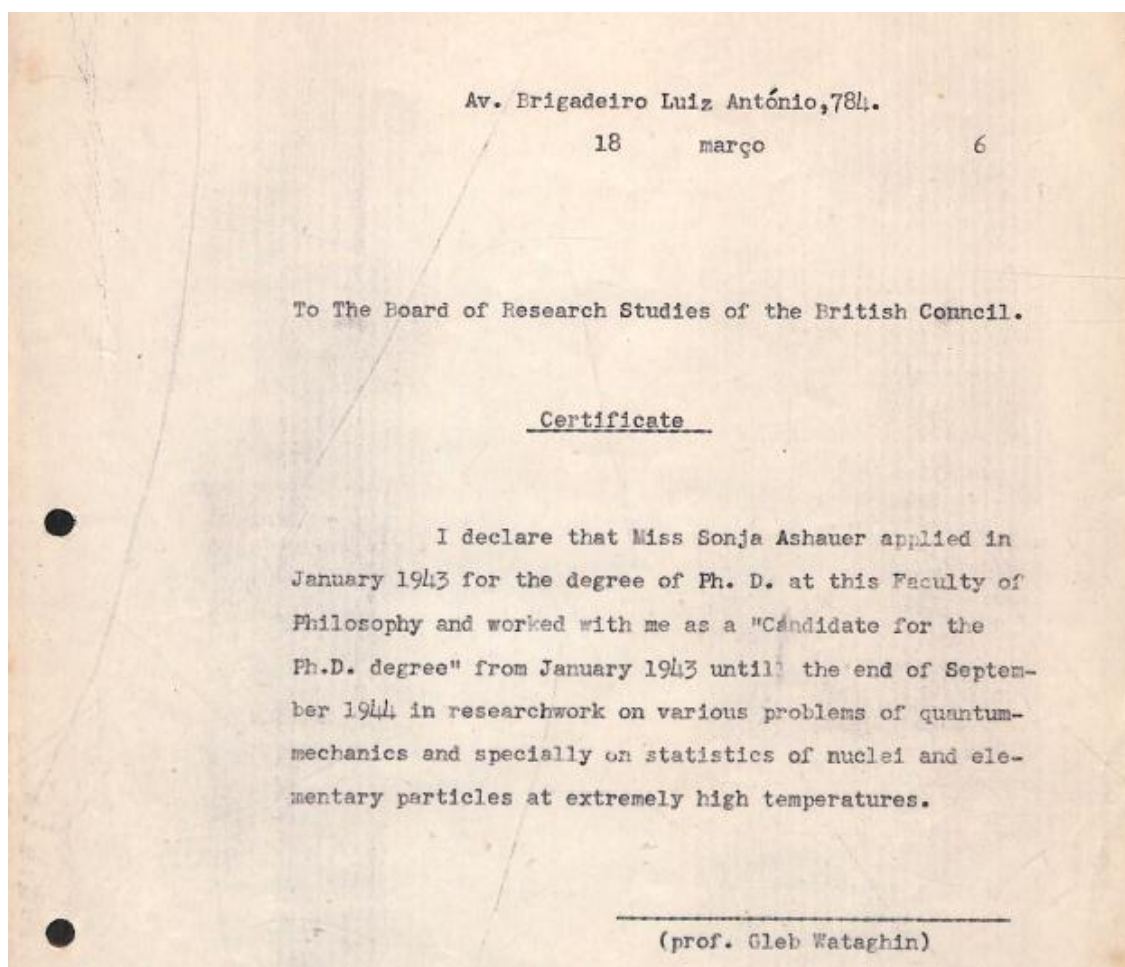 Av. Brigadeiro Luiz António,784.
18 março 6
To The Board of Research Studies of the British Conncil.
Certificate
I declare that Miss Sonja Ashauer applied in
January 1943 for the degree of Ph. D. at this Faculty of
Philosophy and worked with me as a "Candidate for the
Ph.D. degree" from January 1943 until the end of Septem-
ber 1944 in researchwork on various problems of quantum-
mechanics and specially on statistics of nuclei and ele-
mentary particles at extremely high temperatures.
(prof. Gleb Wataghin)